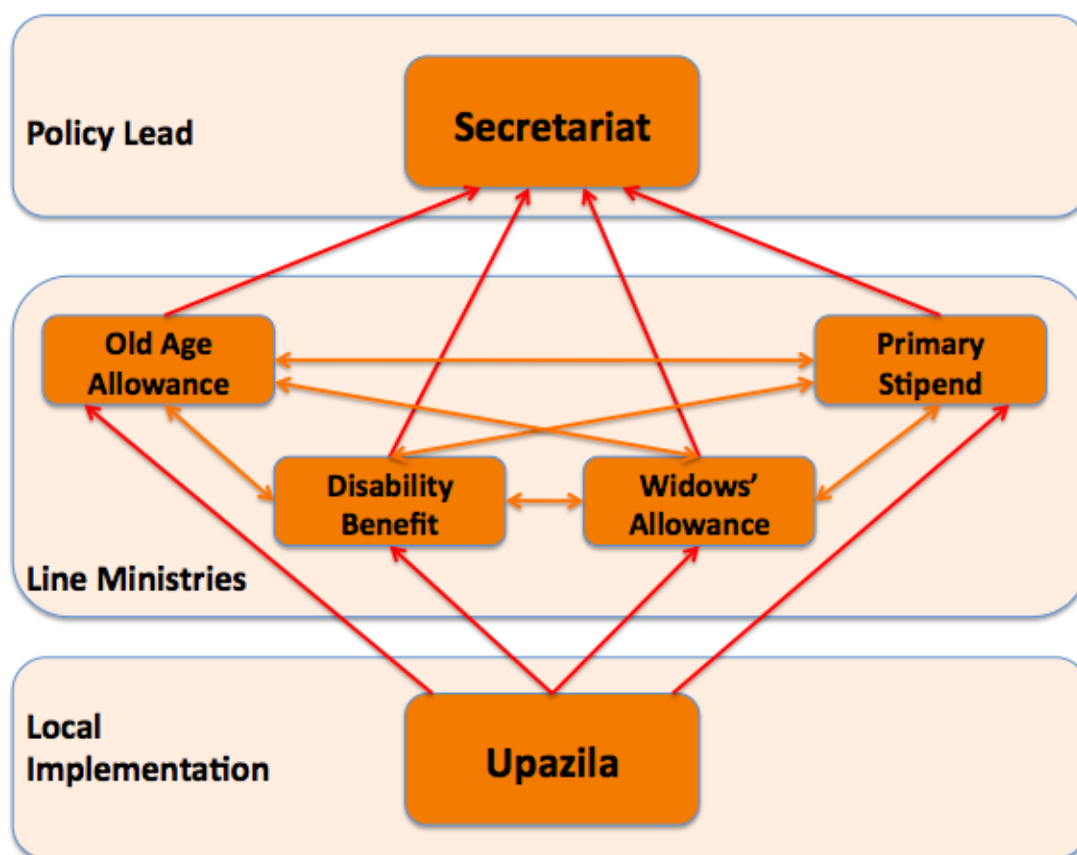 Policy Lead
Secretariat
Old Age
Allowance
Primary
Stipend
Disability
Benefit
Widows’
Allowance
Line Ministries
Local
Implementation
Upazila